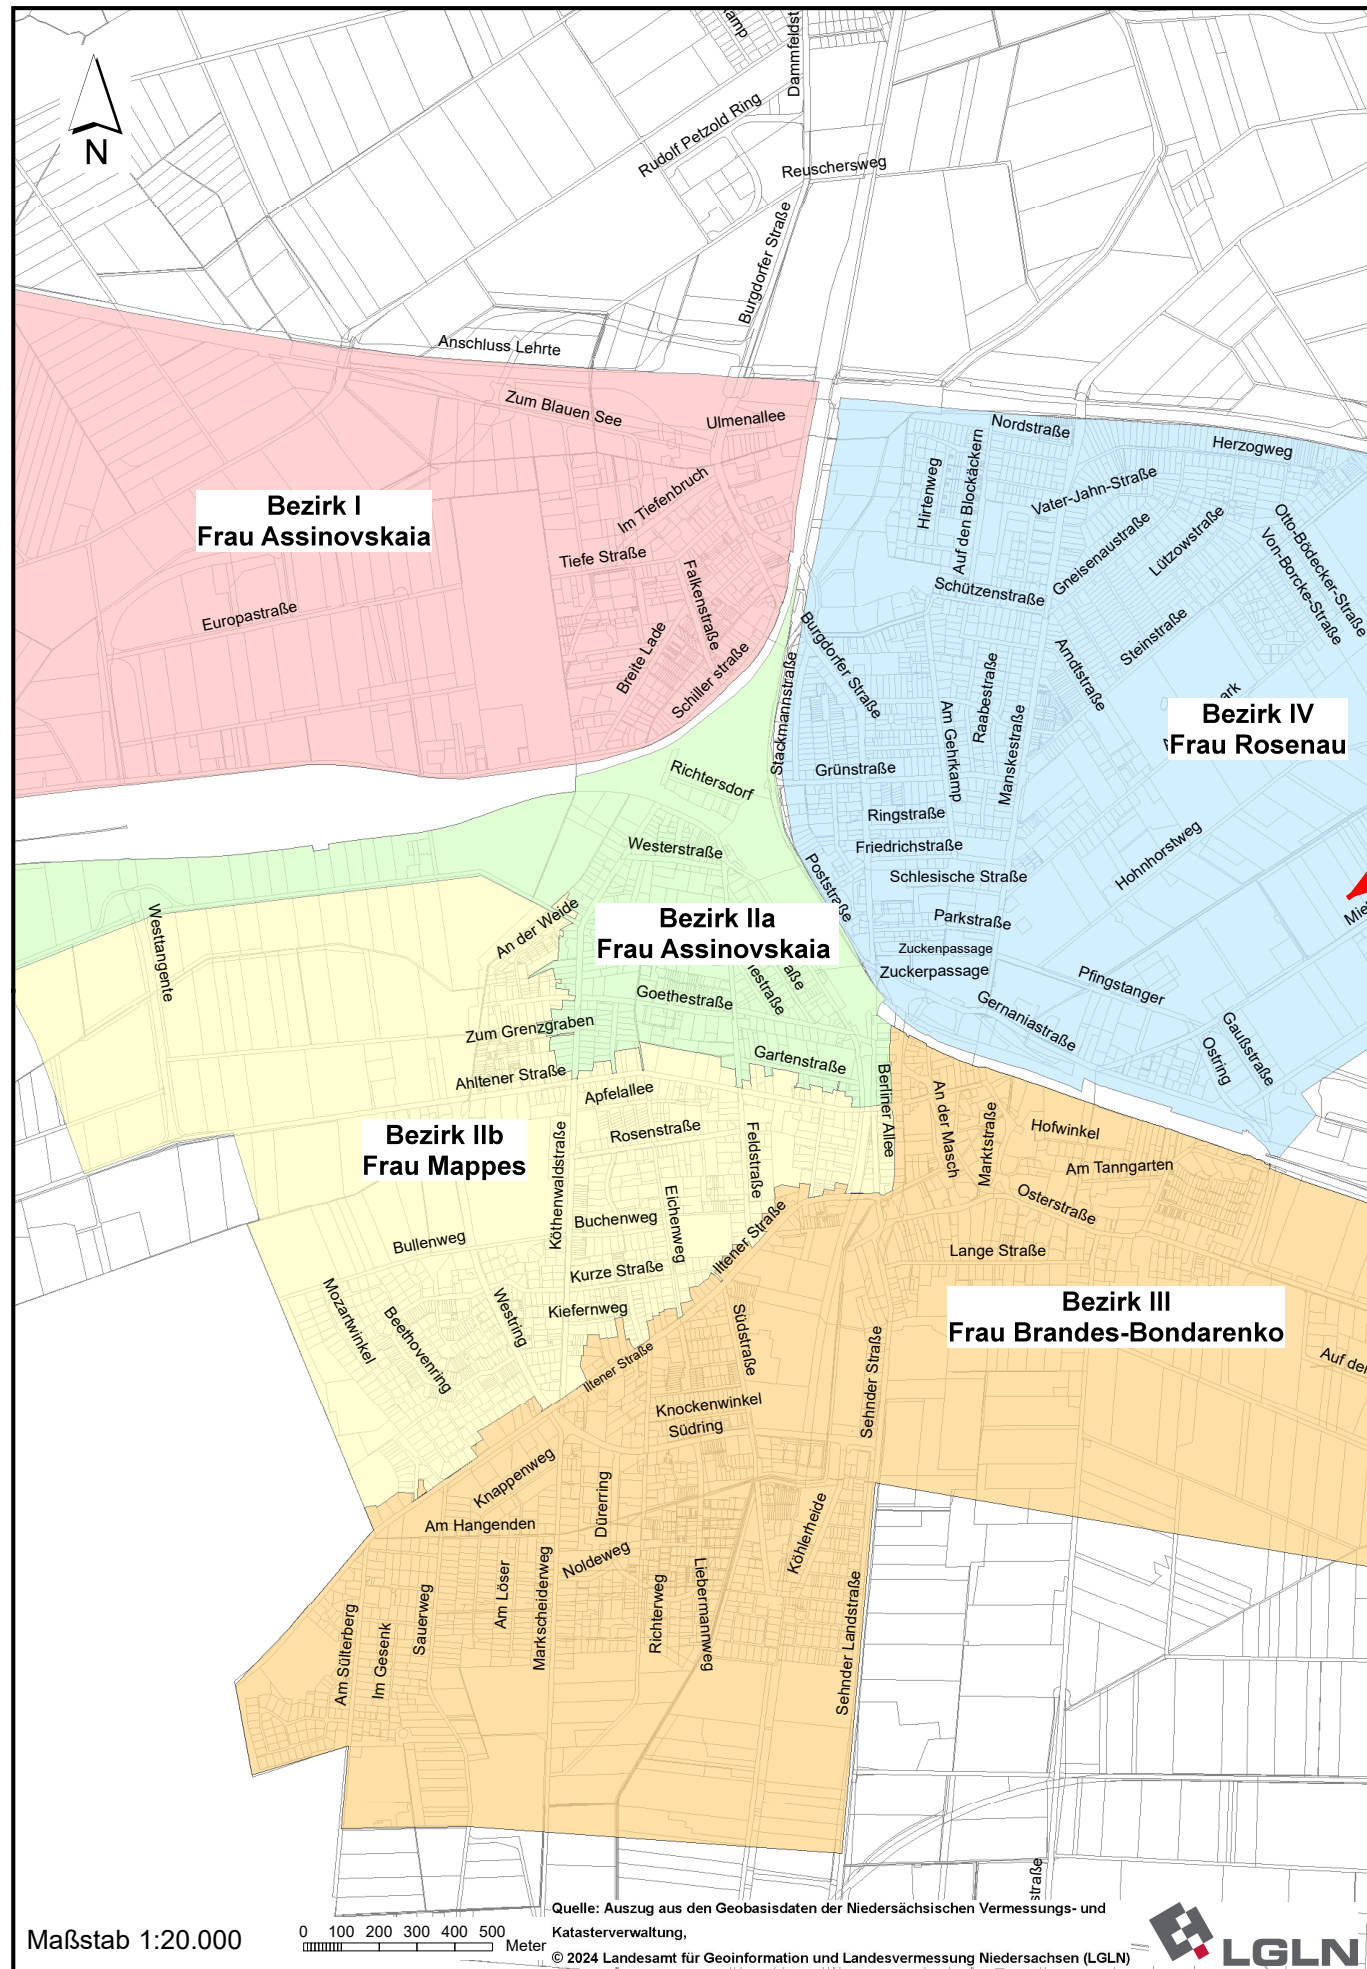 Dammfeldst
Rudolf Petzold Ring
Reuschersweg
N
Burgdorfer Straße
Anschluss Lehrte
Zum Blauen See
Ulmenallee
Nordstraße
Herzogweg
Hirtenweg
Auf den Blockäckern
Vater-Jahn-Straße
Bezirk I
Frau Assinovskaia
Im Tiefenbruch
Gneisenaustraße
Lützowstraße
Otto-Bödecker-Straße
Von-Borcke-Straße
Tiefe Straße
Falkenstraße
Schützenstraße
Europastraße
Breite Lade
Schiller straße
Burgdorfer Straße
Stackmannstraße
Arndtstraße
Steinstraße
Raabestraße
Am Gehrkamp
Manskestraße
ark
Bezirk IV
Frau Rosenau
Richtersdorf
Grünstraße
Ringstraße
Westerstraße
Friedrichstraße
Hohnhorstweg
Poststraße
Schlesische Straße
Mie
An der Weide
Westtangente
Bezirk IIa
Frau Assinovskaia
Parkstraße
Zuckenpassage
Zuckerpassage
aße
iestraße
Goethestraße
Pfingstanger
Gernaniastraße
Gaußstraße
Ostring
Zum Grenzgraben
Gartenstraße
Ahltener Straße
Apfelallee
Berliner Allee
An der Masch
Marktstraße
Hofwinkel
Bezirk IIb
Frau Mappes
Rosenstraße
Feldstraße
Am Tanngarten
Köthenwaldstraße
Eichenweg
Osterstraße
Buchenweg
Iltener Straße
Bullenweg
Lange Straße
Kurze Straße
Mozartwinkel
Beethovenring
Westring
Kiefernweg
Bezirk III
Frau Brandes-Bondarenko
Südstraße
Iltener Straße
Sehnder Straße
Auf der
Knockenwinkel
Südring
Knappenweg
Dürerring
Am Hangenden
Köhlerheide
Noldeweg
Am Löser
Markscheiderweg
Liebermannweg
Sauerweg
Richterweg
Sehnder Landstraße
Am Sülterberg
Im Gesenk
straße
Maßstab 1:20.000
0 100 200 300 400 500
Meter
Quelle: Auszug aus den Geobasisdaten der Niedersächsischen Vermessungs- und
Katasterverwaltung,
© 2024 Landesamt für Geoinformation und Landesvermessung Niedersachsen (LGLN)
LGLN